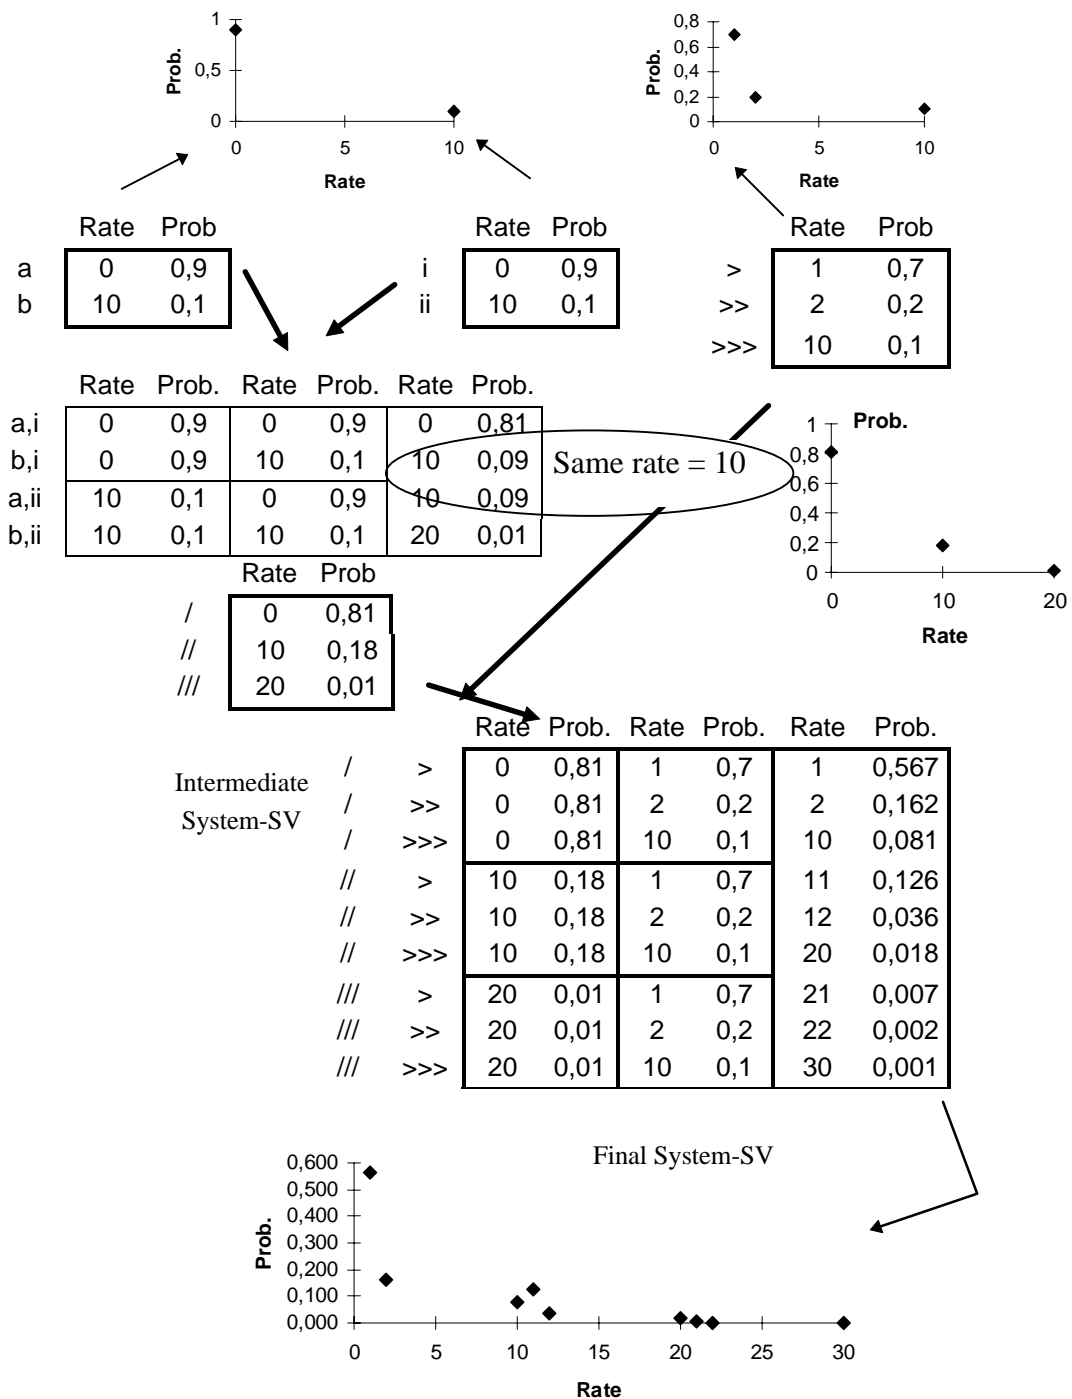 1
0,5
0
Prob.
0 5 10
Rate
0,8
0,6
0,4
0,2
0
Prob.
0 5 10
Rate
Rate Prob
a 0 0,9
b 10 0,1
Rate Prob
i 0 0,9
ii 10 0,1
Rate Prob
> 1 0,7
>> 2 0,2
>>> 10 0,1
Rate Prob. Rate Prob. Rate Prob.
a,i 0 0,9 0 0,9 0 0,81
b,i 0 0,9 10 0,1 10 0,09
a,ii 10 0,1 0 0,9 10 0,09
b,ii 10 0,1 10 0,1 20 0,01
Same rate = 10
Prob.
1
0,8
0,6
0,4
0,2
0
0 10 20
Rate
Rate Prob
/ 0 0,81
// 10 0,18
/// 20 0,01
Intermediate
System-SV
Rate Prob. Rate Prob. Rate Prob.
/ > 0 0,81 1 0,7 1 0,567
/ >> 0 0,81 2 0,2 2 0,162
/ >>> 0 0,81 10 0,1 10 0,081
// > 10 0,18 1 0,7 11 0,126
// >> 10 0,18 2 0,2 12 0,036
// >>> 10 0,18 10 0,1 20 0,018
/// > 20 0,01 1 0,7 21 0,007
/// >> 20 0,01 2 0,2 22 0,002
/// >>> 20 0,01 10 0,1 30 0,001
Final System-SV
0,600
0,500
0,400
0,300
0,200
0,100
0,000
Prob.
0 5 10 15 20 25 30
Rate